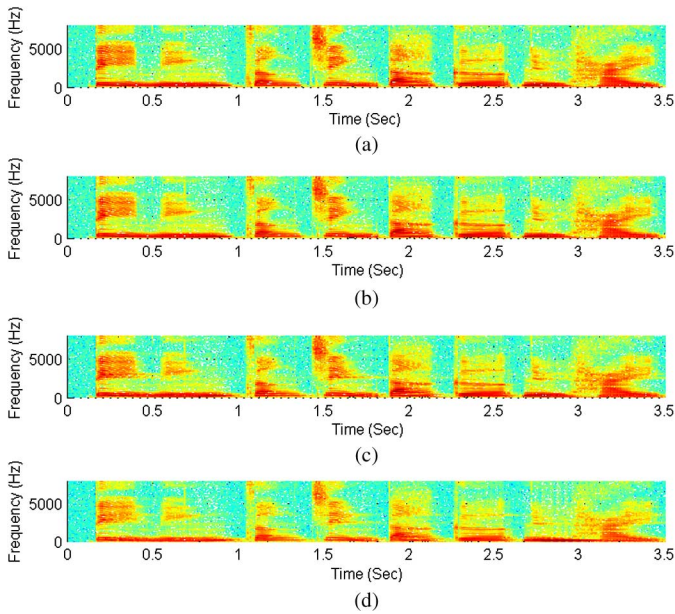 Frequency (Hz)
5000
0
0 0.5 1 1.5 2 2.5 3 3.5
Time (Sec)
(a)
Frequency (Hz)
5000
0
0 0.5 1 1.5 2 2.5 3 3.5
Time (Sec)
(b)
Frequency (Hz)
5000
0
0 0.5 1 1.5 2 2.5 3 3.5
Time (Sec)
(c)
Frequency (Hz)
5000
0
0 0.5 1 1.5 2 2.5 3 3.5
Time (Sec)
(d)